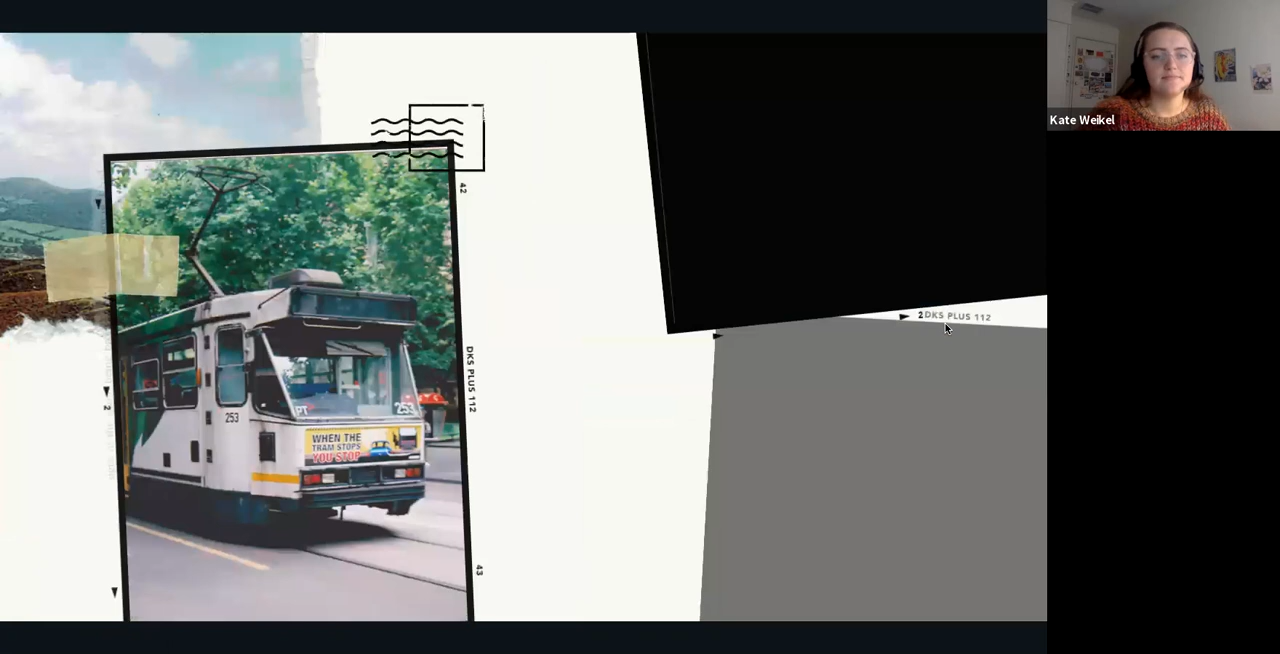 Kate Weikel
42
2DKS PLUS 112
DKS PLUS 112
2
253
PT
253
WHEN THE
TRAM STOPS
YOU STOP
43